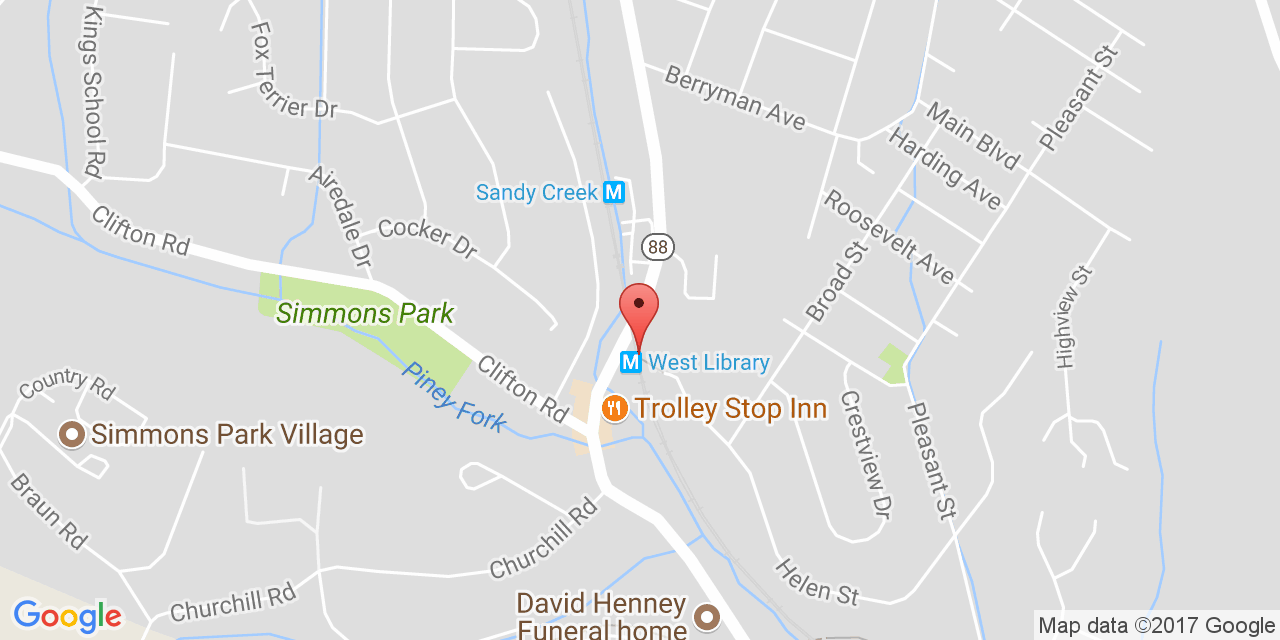 Kings School Rd
Fox Terrier Dr
Berryman Ave
Pleasant St
Main Blvd
Harding Ave
Airedale Dr
Sandy Creek
M
Clifton Rd
Cocker Dr
88
Roosevelt Ave
Broad St
Highview St
Simmons Park
M
West Library
Clifton Rd
Piney Fork
Country Rd
Trolley Stop Inn
Simmons Park Village
Crestview Dr
Pleasant St
Braun Rd
Churchill Rd
Helen St
Churchill Rd
David Henney
Funeral home
Google
Map data ©2017 Google